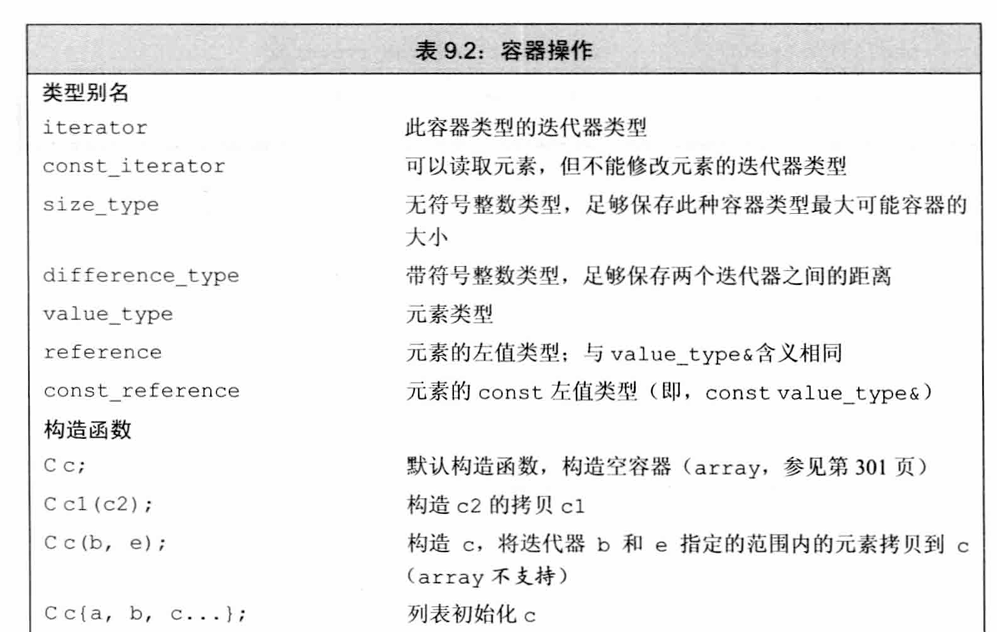 表 9.2：容器操作
类型别名
iterator 此容器类型的迭代器类型
const_iterator 可以读取元素，但不能修改元素的迭代器类型
size_type 无符号整数类型，足够保存此种容器类型最大可能容器的
大小
difference_type 带符号整数类型，足够保存两个迭代器之间的距离
value_type 元素类型
reference 元素的左值类型；与 value_type&含义相同
const_reference 元素的 const 左值类型（即，const value_type&）
构造函数
C c; 默认构造函数，构造空容器（array，参见第 301 页）
C c1(c2); 构造 c2 的拷贝 c1
C c(b, e); 构造 c，将迭代器 b 和 e 指定的范围内的元素拷贝到 c
（array 不支持）
C c{a, b, c...}; 列表初始化 c